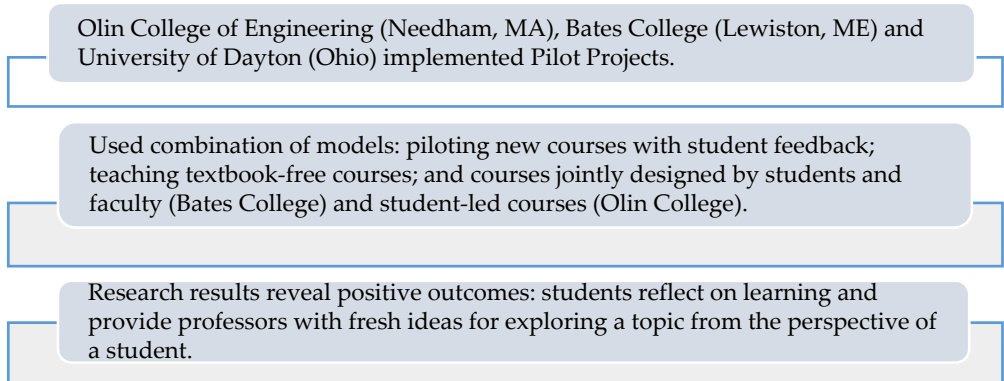 Olin College of Engineering (Needham, MA), Bates College (Lewiston, ME) and
University of Dayton (Ohio) implemented Pilot Projects.
Used combination of models: piloting new courses with student feedback;
teaching textbook-free courses; and courses jointly designed by students and
faculty (Bates College) and student-led courses (Olin College).
Research results reveal positive outcomes: students reflect on learning and
provide professors with fresh ideas for exploring a topic from the perspective of
a student.